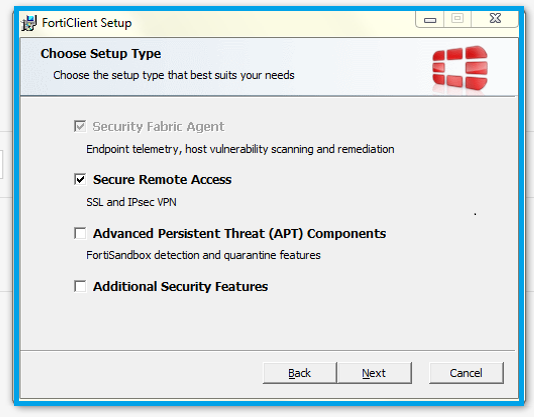 FortiClient Setup
Choose Setup Type
Choose the setup type that best suits your needs
Security Fabric Agent
Endpoint telemetry, host vulnerability scanning and remediation
Secure Remote Access
SSL and IPsec VPN
Advanced Persistent Threat (APT) Components
FortiSandbox detection and quarantine features
Additional Security Features
Back Next Cancel